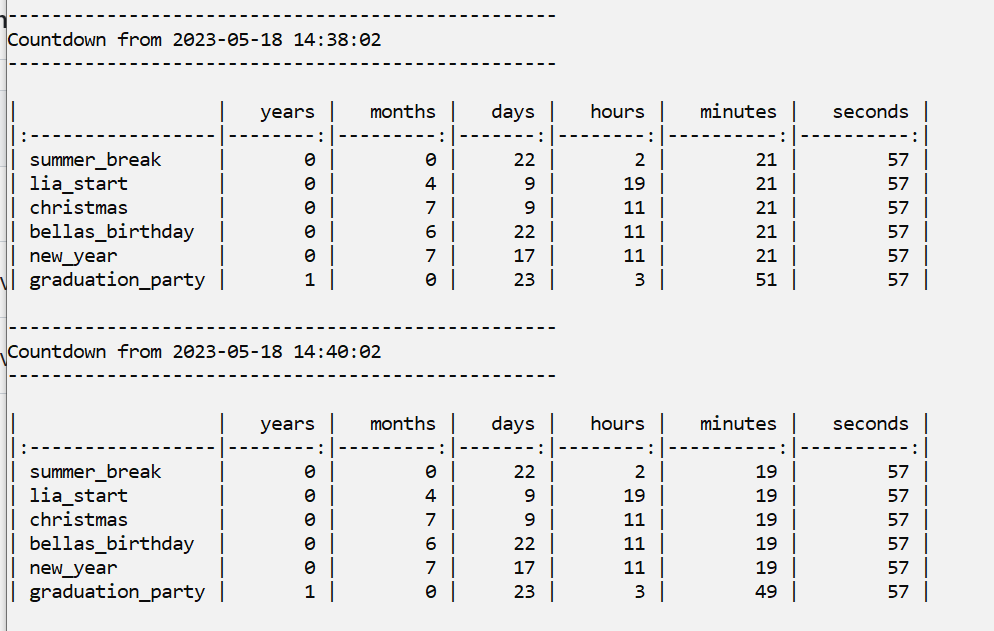 --------------------------------------------------
Countdown from 2023-05-18 14:38:02
--------------------------------------------------
|                  |   years |   months |   days |   hours |   minutes |   seconds |
|:-----------------|--------:|---------:|-------:|--------:|----------:|----------:|
| summer_break     |       0 |        0 |     22 |       2 |        21 |        57 |
| lia_start        |       0 |        4 |      9 |      19 |        21 |        57 |
| christmas        |       0 |        7 |      9 |      11 |        21 |        57 |
| bellas_birthday  |       0 |        6 |     22 |      11 |        21 |        57 |
| new_year         |       0 |        7 |     17 |      11 |        21 |        57 |
| graduation_party |       1 |        0 |     23 |       3 |        51 |        57 |
--------------------------------------------------
Countdown from 2023-05-18 14:40:02
--------------------------------------------------
|                  |   years |   months |   days |   hours |   minutes |   seconds |
|:-----------------|--------:|---------:|-------:|--------:|----------:|----------:|
| summer_break     |       0 |        0 |     22 |       2 |        19 |        57 |
| lia_start        |       0 |        4 |      9 |      19 |        19 |        57 |
| christmas        |       0 |        7 |      9 |      11 |        19 |        57 |
| bellas_birthday  |       0 |        6 |     22 |      11 |        19 |        57 |
| new_year         |       0 |        7 |     17 |      11 |        19 |        57 |
| graduation_party |       1 |        0 |     23 |       3 |        49 |        57 |